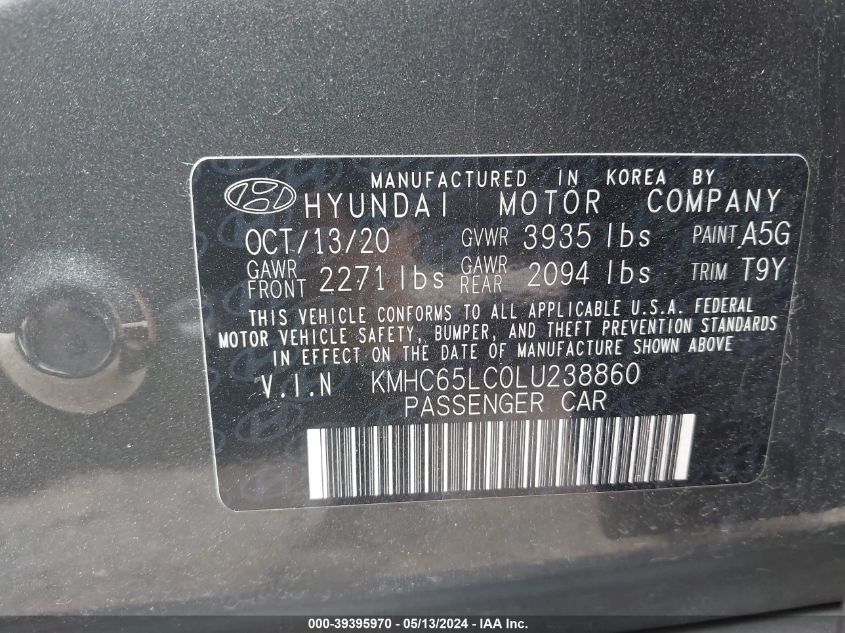 MANUFACTURED IN KOREA BY
HYUNDAI MOTOR COMPANY
OCT/13/20 GVWR 3935 lbs PAINT A5G
GAWR FRONT 2271 lbs GAWR REAR 2094 lbs TRIM T9Y
THIS VEHICLE CONFORMS TO ALL APPLICABLE U.S.A. FEDERAL
MOTOR VEHICLE SAFETY, BUMPER, AND THEFT PREVENTION STANDARDS
IN EFFECT ON THE DATE OF MANUFACTURE SHOWN ABOVE
V.I.N KMHC65LC0LU238860
PASSENGER CAR
000-39395970 - 05/13/2024 - IAA Inc.